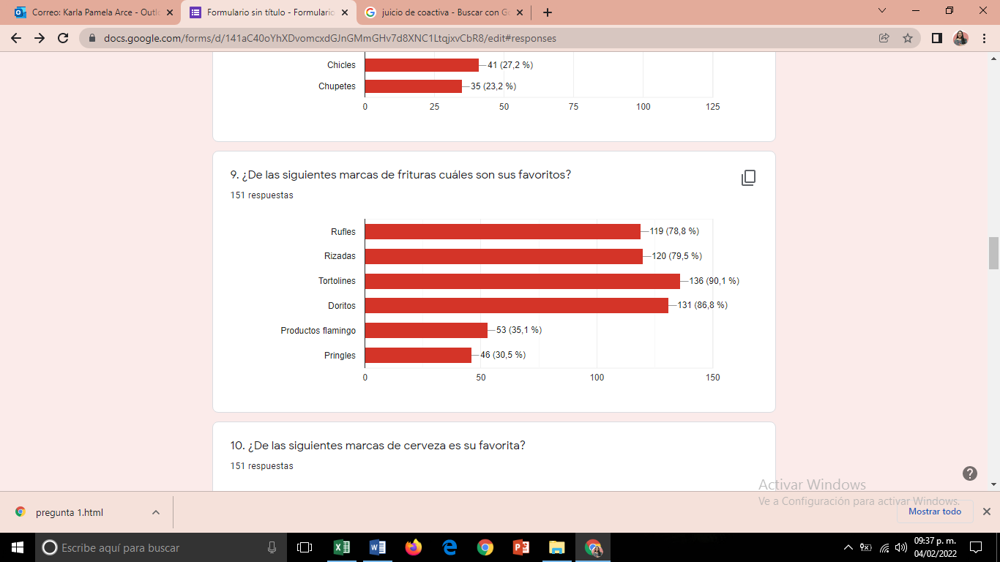 Correo: Karla Pamela Arce - Outl
Formulario sin título - Formulario
juicio de coactiva - Buscar con G
docs.google.com/forms/d/141aC40oYhXDvomcxdGJnGMmGHv7d8XNC1LtqjxvCbR8/edit#responses
Chicles 41 (27,2 %)
Chupetes 35 (23,2 %)
0 25 50 75 100 125
9. ¿De las siguientes marcas de frituras cuáles son sus favoritos?
151 respuestas
Rufles 119 (78,8 %)
Rizadas 120 (79,5 %)
Tortolines 136 (90,1 %)
Doritos 131 (86,8 %)
Productos flamingo 53 (35,1 %)
Pringles 46 (30,5 %)
0 50 100 150
10. ¿De las siguientes marcas de cerveza es su favorita?
151 respuestas
Activar Windows
Ve a Configuración para activar Windows.
pregunta 1.html
Mostrar todo
Escribe aquí para buscar
09:37 p. m.
04/02/2022